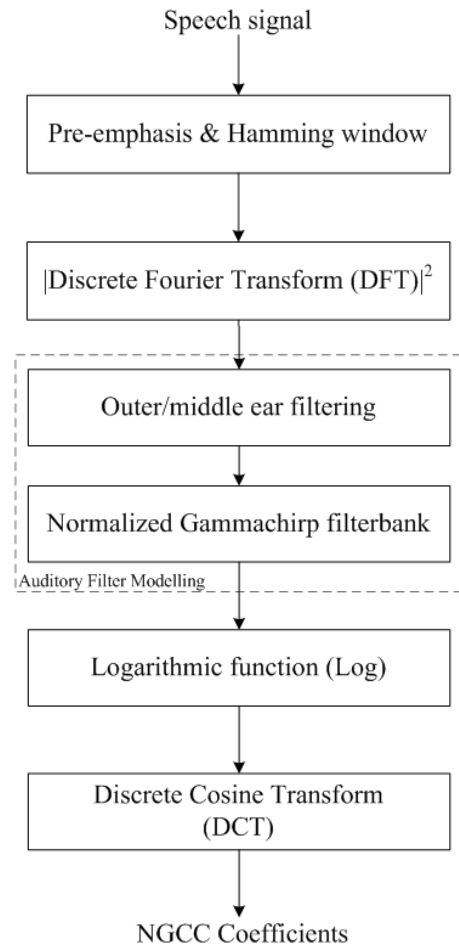 Speech signal
Pre-emphasis & Hamming window
|Discrete Fourier Transform (DFT)|²
Outer/middle ear filtering
Normalized Gammachirp filterbank
Auditory Filter Modelling
Logarithmic function (Log)
Discrete Cosine Transform
(DCT)
NGCC Coefficients